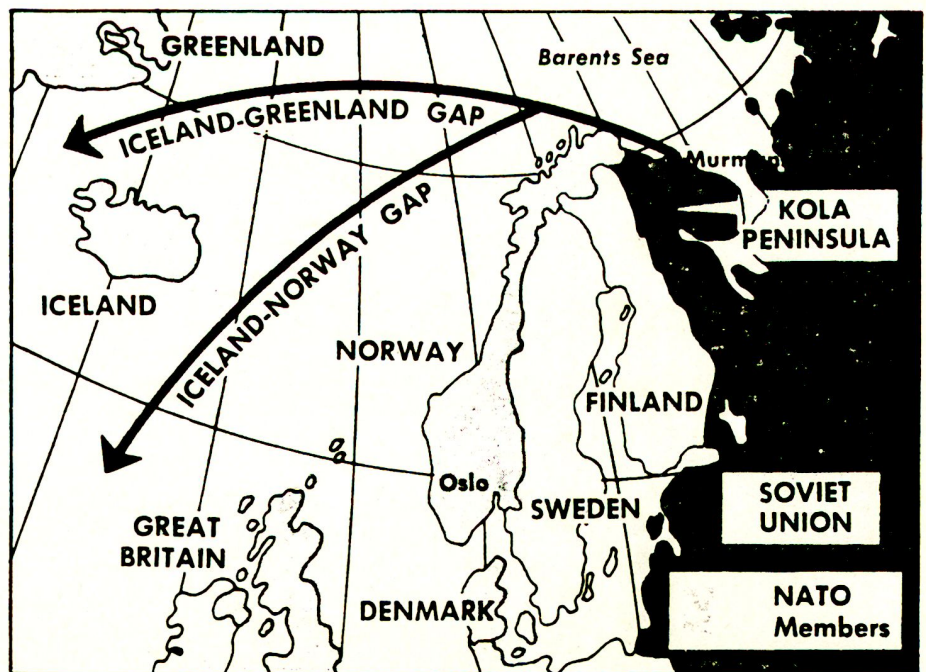 GREENLAND
Barents Sea
ICELAND-GREENLAND GAP
KOLA
PENINSULA
ICELAND-NORWAY GAP
ICELAND
NORWAY
FINLAND
Oslo
SWEDEN
SOVIET
UNION
GREAT
BRITAIN
DENMARK
NATO
Members